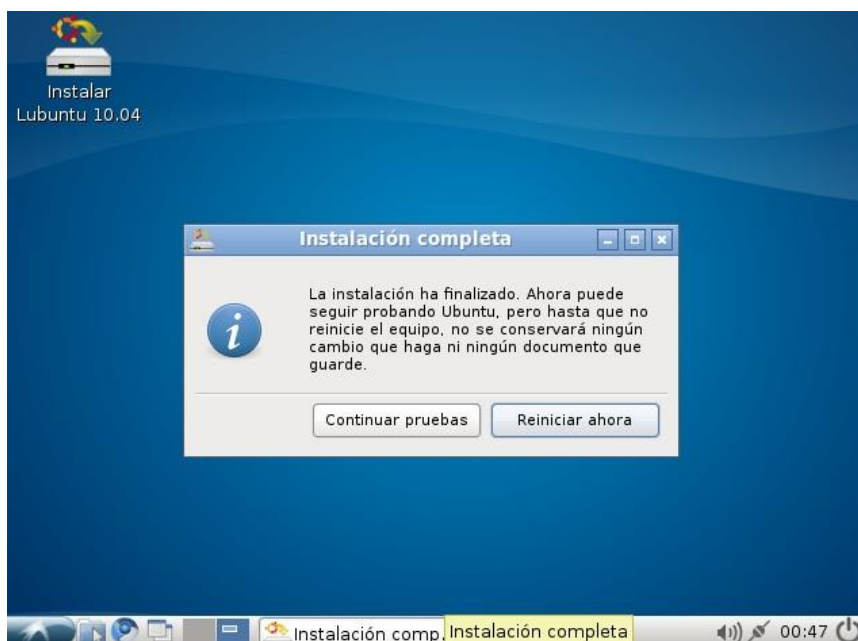 Instalar
Lubuntu 10.04
Instalación completa
La instalación ha finalizado. Ahora puede
seguir probando Ubuntu, pero hasta que no
reinicie el equipo, no se conservará ningún
cambio que haga ni ningún documento que
guarde.
Continuar pruebas
Reiniciar ahora
Instalación comp
Instalación completa
00:47